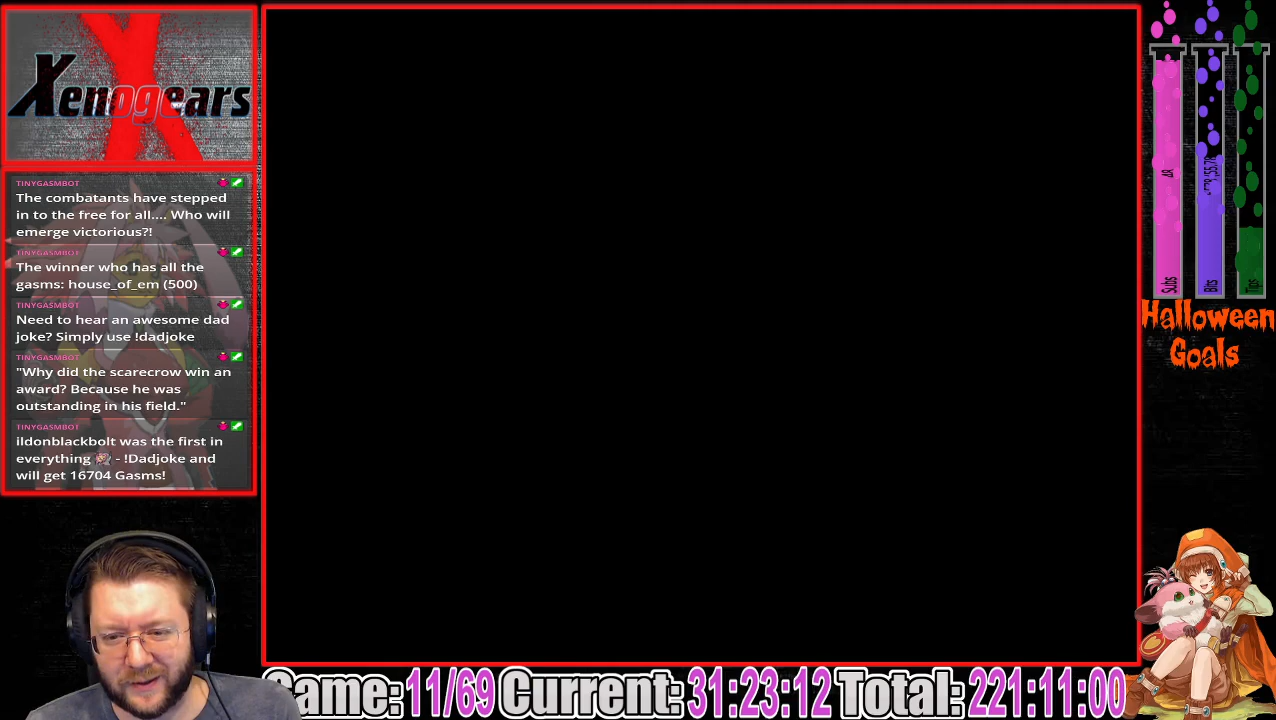 Xenogears
TINYGASMBOT
The combatants have stepped
in to the free for all.... Who will
emerge victorious?!
TINYGASMBOT
The winner who has all the
gasms: house_of_em (500)
TINYGASMBOT
Need to hear an awesome dad
joke? Simply use !dadjoke
TINYGASMBOT
"Why did the scarecrow win an
award? Because he was
outstanding in his field."
TINYGASMBOT
ildonblackbolt was the first in
everything - !Dadjoke and
will get 16704 Gasms!
Subs
Bits
Tips
Halloween
Goals
Game: 11/69 Current: 31:23:12 Total: 221:11:00